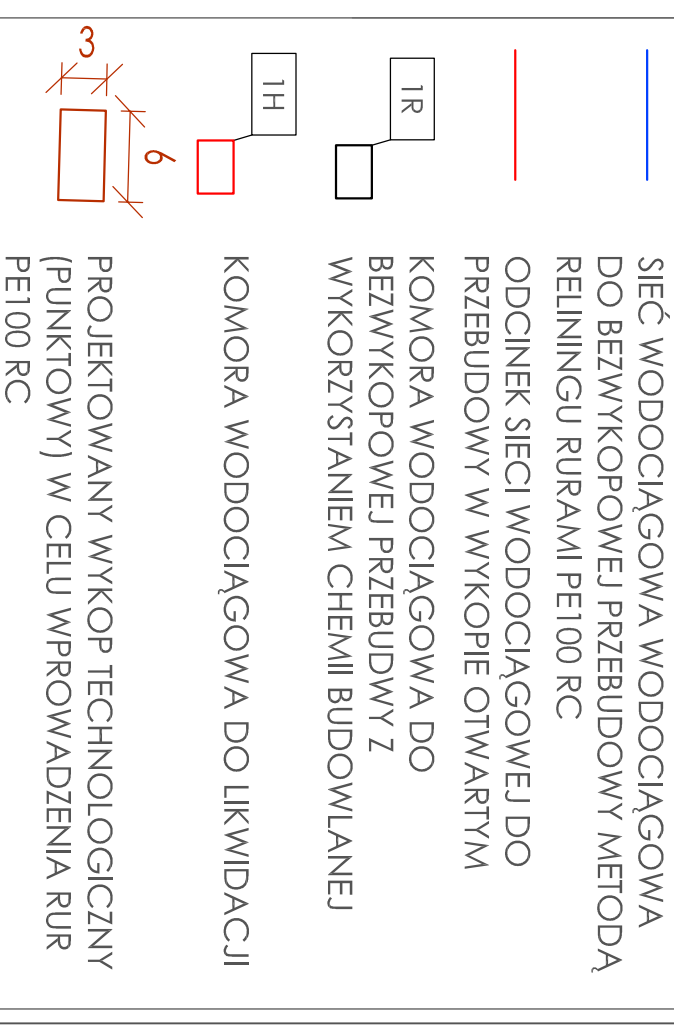 SIEĆ WODOCIĄGOWA WODOCIĄGOWA
DO BEZWYKOPOWEJ PRZEBUDOWY METODĄ
RELININGU RURAMI PE100 RC
ODCINEK SIECI WODOCIĄGOWEJ DO
PRZEBUDOWY W WYKOPIE OTWARTYM
1R
KOMORA WODOCIĄGOWA DO
BEZWYKOPOWEJ PRZEBUDWY Z
WYKORZYSTANIEM CHEMII BUDOWLANEJ
1H
KOMORA WODOCIĄGOWA DO LIKWIDACJI
6
3
PROJEKTOWANY WYKOP TECHNOLOGICZNY
(PUNKTOWY) W CELU WPROWADZENIA RUR
PE100 RC